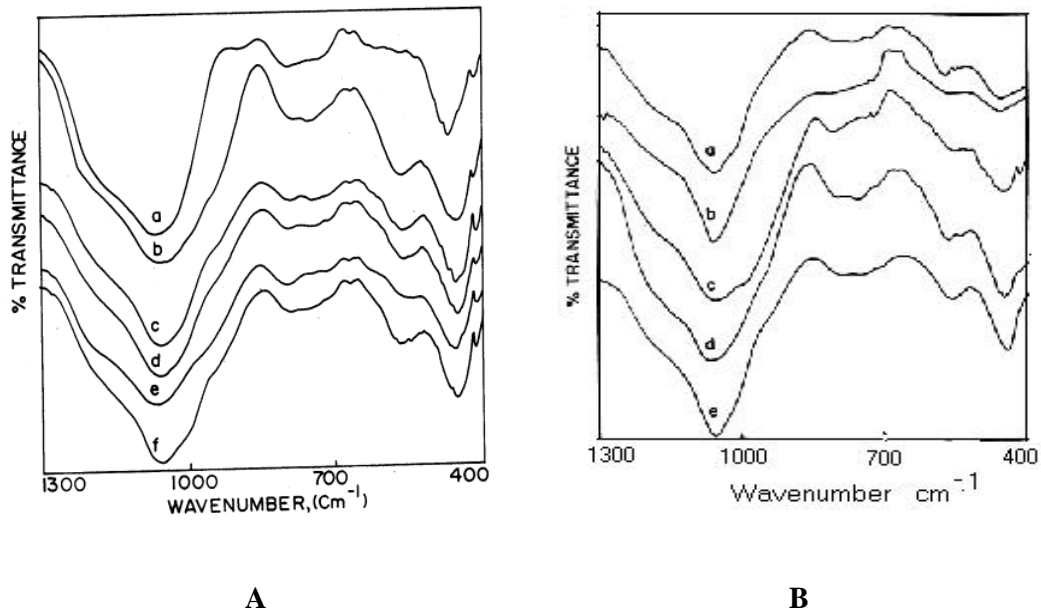 % TRANSMITTANCE
a
b
c
d
e
f
1300
1000
700
400
WAVENUMBER,(Cm-1)
A
% TRANSMITTANCE
a
b
c
d
e
1300
1000
700
400
Wavenumber cm-1
B